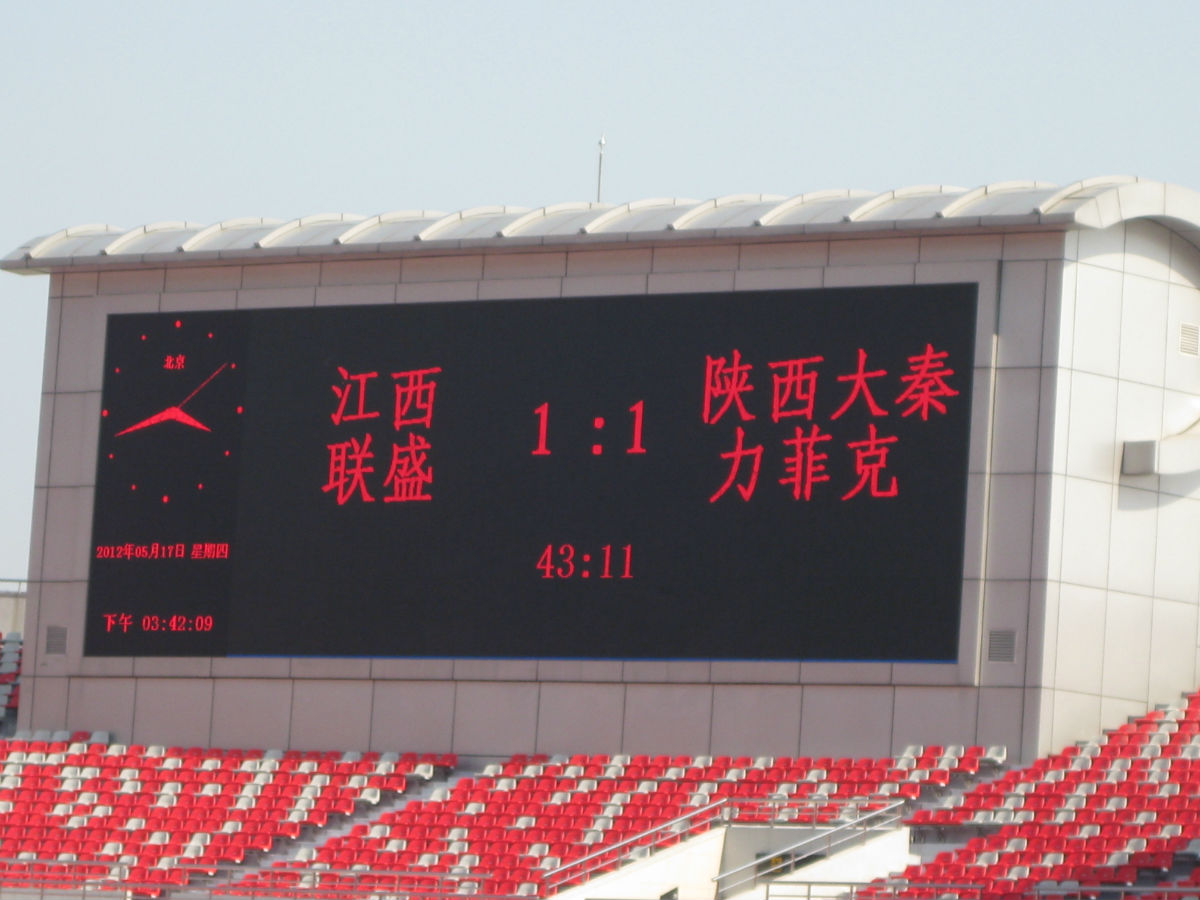 北京
江西
联盛
1:1
陕西大秦
力菲克
43:11
2012年05月17日 星期四
下午 03:42:09